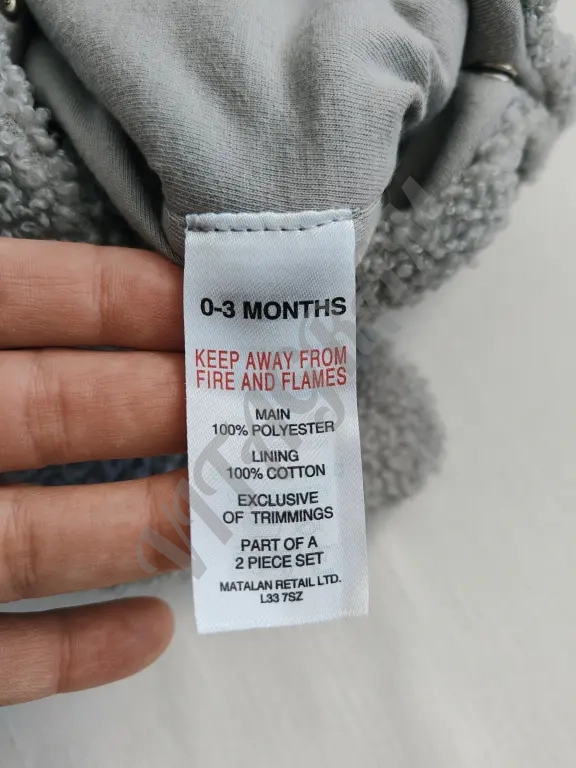 0-3 MONTHS
KEEP AWAY FROM
FIRE AND FLAMES
MAIN
100% POLYESTER
LINING
100% COTTON
EXCLUSIVE
OF TRIMMINGS
PART OF A
2 PIECE SET
MATALAN RETAIL LTD.
L33 7SZ